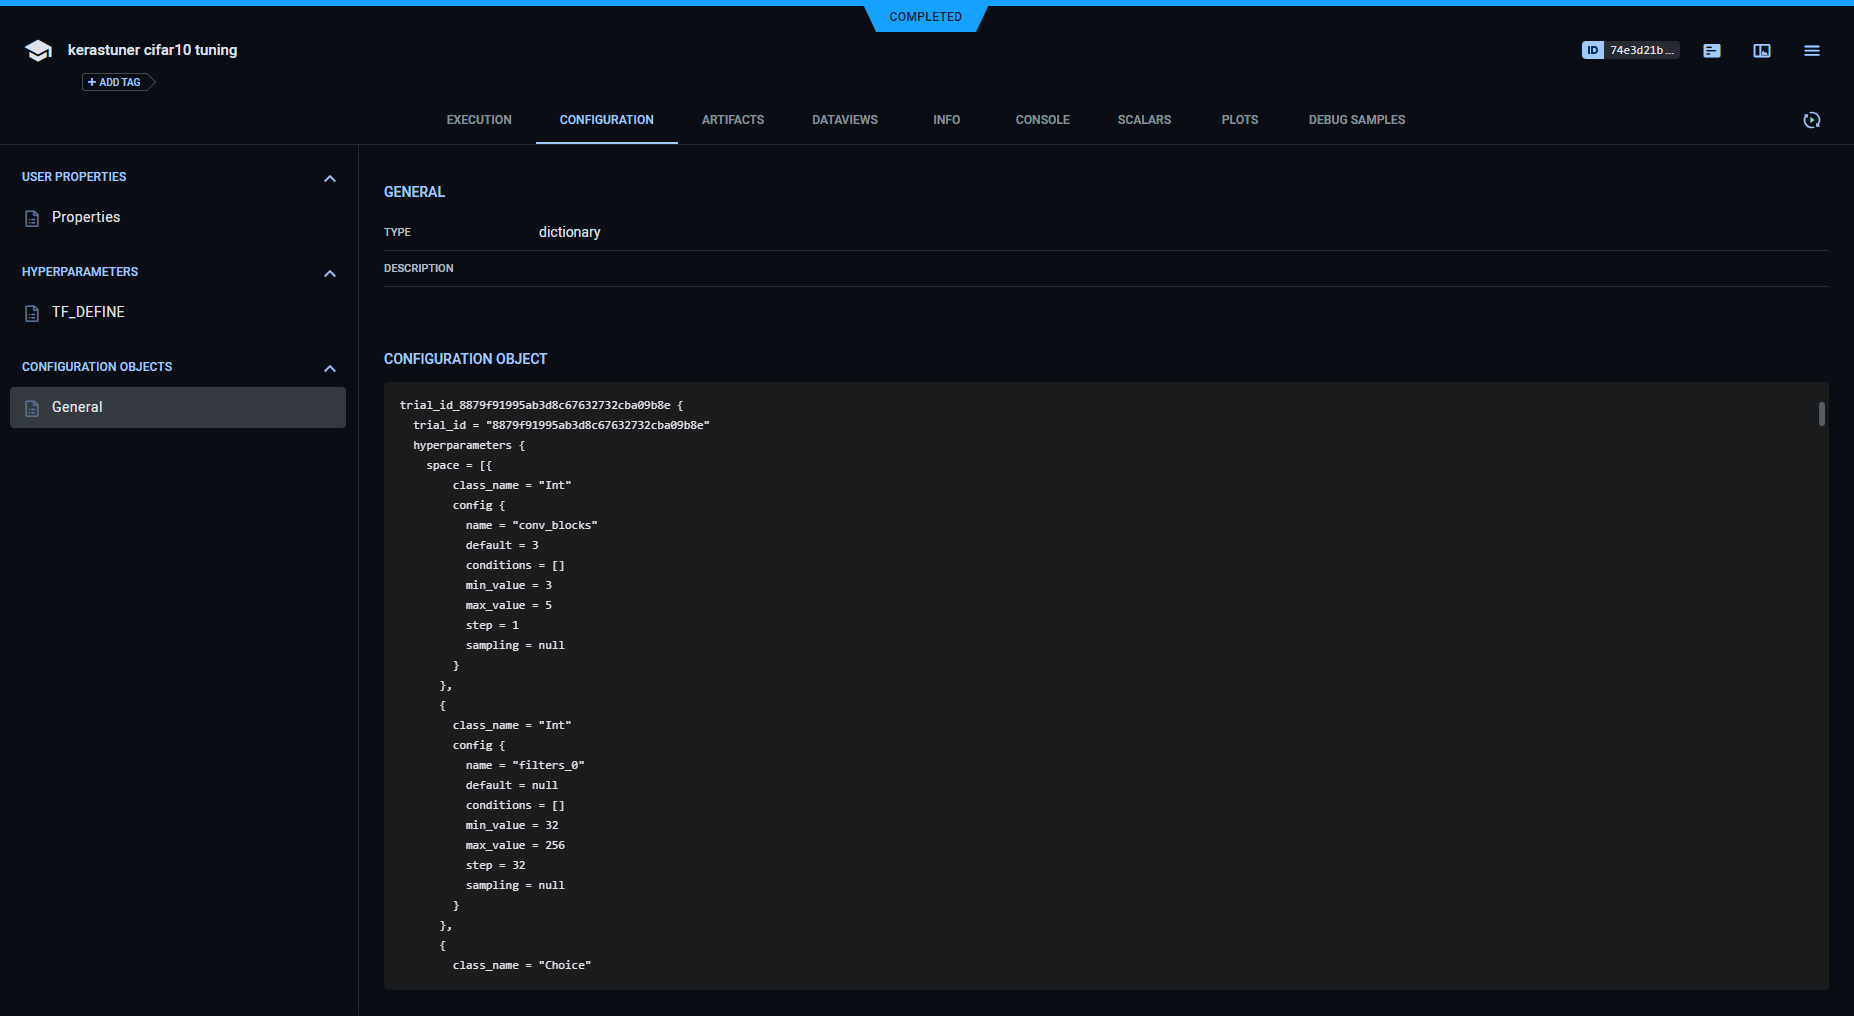 COMPLETED
kerastuner cifar10 tuning
ID 74e3d21b ...
+ ADD TAG
EXECUTION CONFIGURATION ARTIFACTS DATAVIEWS INFO CONSOLE SCALARS PLOTS DEBUG SAMPLES
USER PROPERTIES
Properties
HYPERPARAMETERS
TF_DEFINE
CONFIGURATION OBJECTS
General
GENERAL
TYPE dictionary
DESCRIPTION
CONFIGURATION OBJECT
trial_id_8879f91995ab3d8c67632732cba09b8e {
trial_id = "8879f91995ab3d8c67632732cba09b8e"
hyperparameters {
space = [{
class_name = "Int"
config {
name = "conv_blocks"
default = 3
conditions = []
min_value = 3
max_value = 5
step = 1
sampling = null
}
},
{
class_name = "Int"
config {
name = "filters_0"
default = null
conditions = []
min_value = 32
max_value = 256
step = 32
sampling = null
}
},
{
class_name = "Choice"